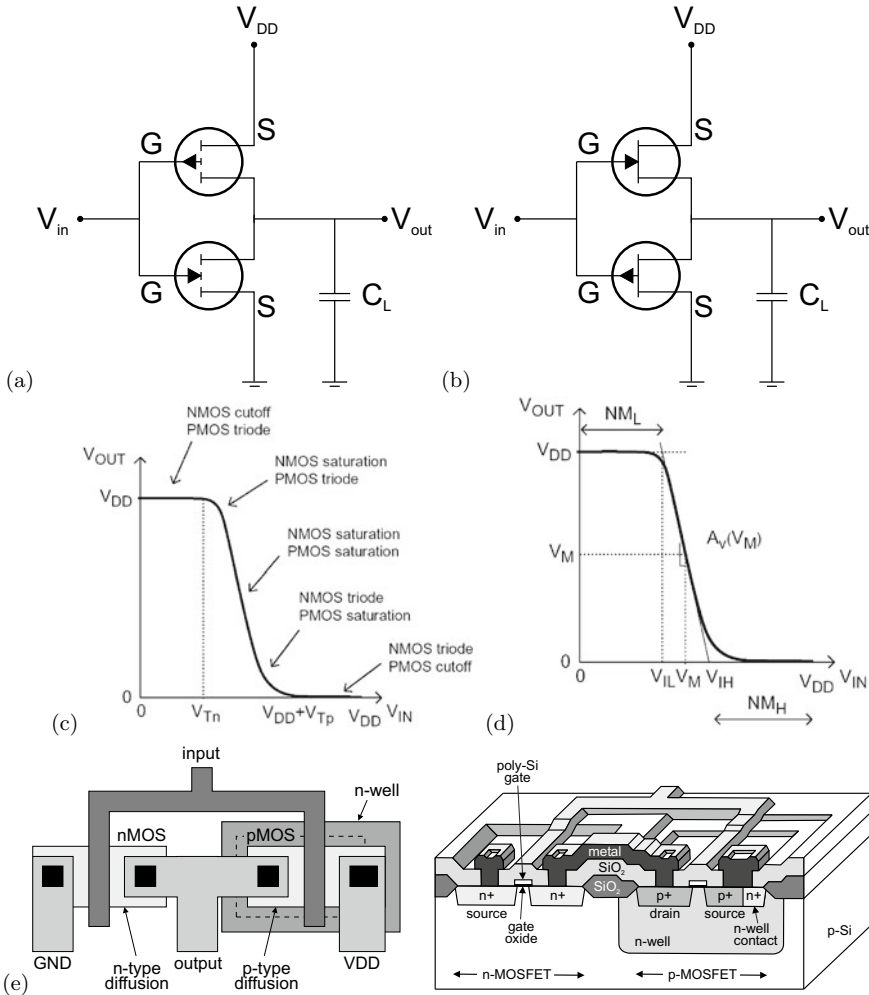 V_DD
G
S
V_in
V_out
G
S
C_L
(a)
V_DD
G
S
V_in
V_out
G
S
C_L
(b)
NMOS cutoff
PMOS triode
V_OUT
NMOS saturation
PMOS triode
V_DD
NMOS saturation
PMOS saturation
NMOS triode
PMOS saturation
NMOS triode
PMOS cutoff
0
0
V_Tn
V_DD+V_Tp
V_DD
V_IN
(c)
V_OUT
NM_L
V_DD
A_v(V_M)
V_M
0
0
V_IL
V_M
V_IH
V_DD
V_IN
NM_H
(d)
input
n-well
nMOS
pMOS
GND
n-type
diffusion
output
p-type
diffusion
VDD
(e)
poly-Si
gate
metal
SiO₂
SiO₂
n+
n+
p+
p+
n+
source
drain
source
gate
oxide
n-well
n-well
contact
p-Si
n-MOSFET
p-MOSFET